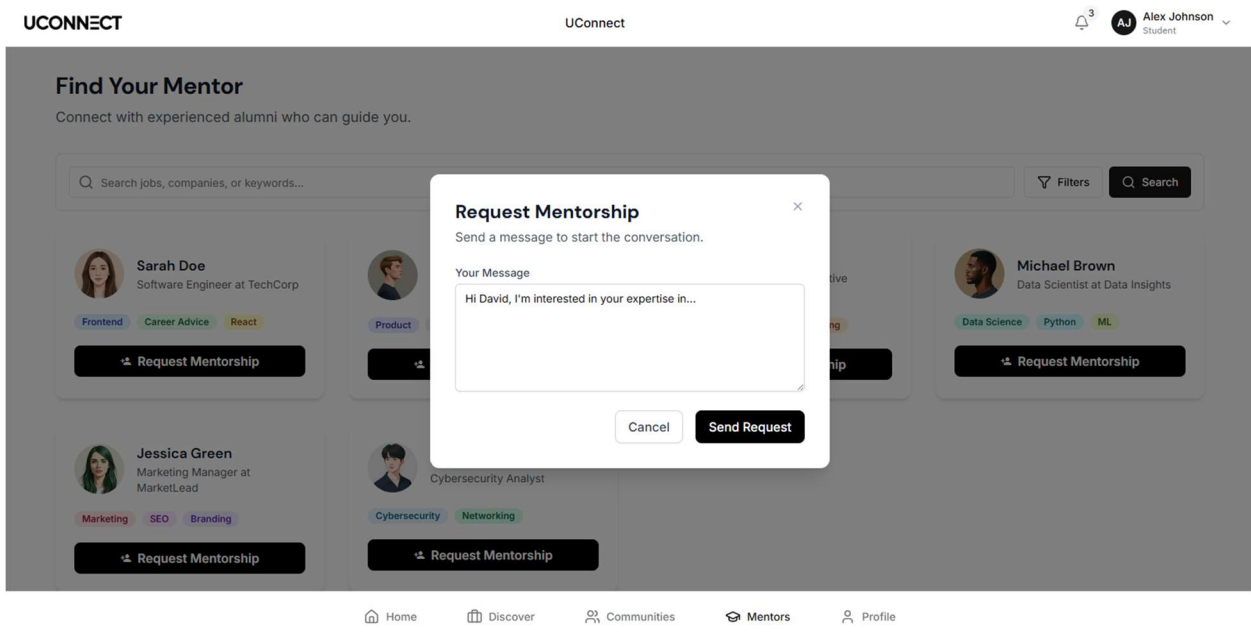 UCONNECT
UConnect
3
AJ
Alex Johnson
Student
Find Your Mentor
Connect with experienced alumni who can guide you.
Search jobs, companies, or keywords...
Filters
Search
Sarah Doe
Software Engineer at TechCorp
Frontend Career Advice React
Request Mentorship
Product
Michael Brown
Data Scientist at Data Insights
Data Science Python ML
Request Mentorship
Request Mentorship
Send a message to start the conversation.
Your Message
Hi David, I'm interested in your expertise in...
Cancel
Send Request
Jessica Green
Marketing Manager at
MarketLead
Marketing SEO Branding
Request Mentorship
Cybersecurity Analyst
Cybersecurity Networking
Request Mentorship
Home
Discover
Communities
Mentors
Profile